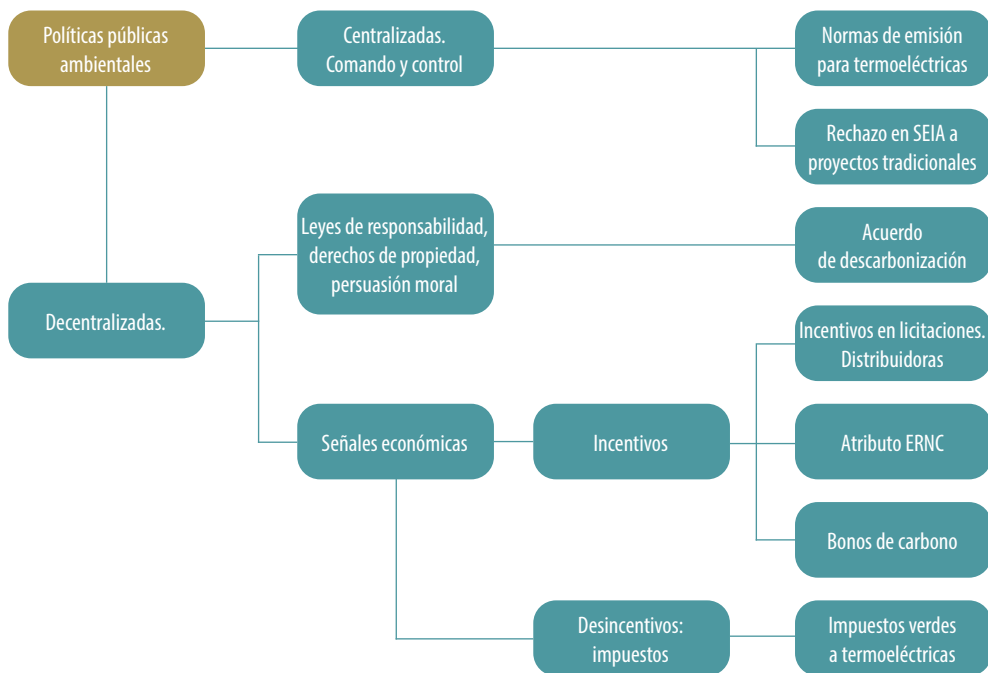 Políticas públicas
ambientales
Centralizadas.
Comando y control
Normas de emisión
para termoeléctricas
Rechazo en SEIA a
proyectos tradicionales
Leyes de responsabilidad,
derechos de propiedad,
persuasión moral
Acuerdo
de descarbonización
Decentralizadas.
Incentivos en licitaciones.
Distribuidoras
Señales económicas
Incentivos
Atributo ERNC
Bonos de carbono
Desincentivos:
impuestos
Impuestos verdes
a termoeléctricas